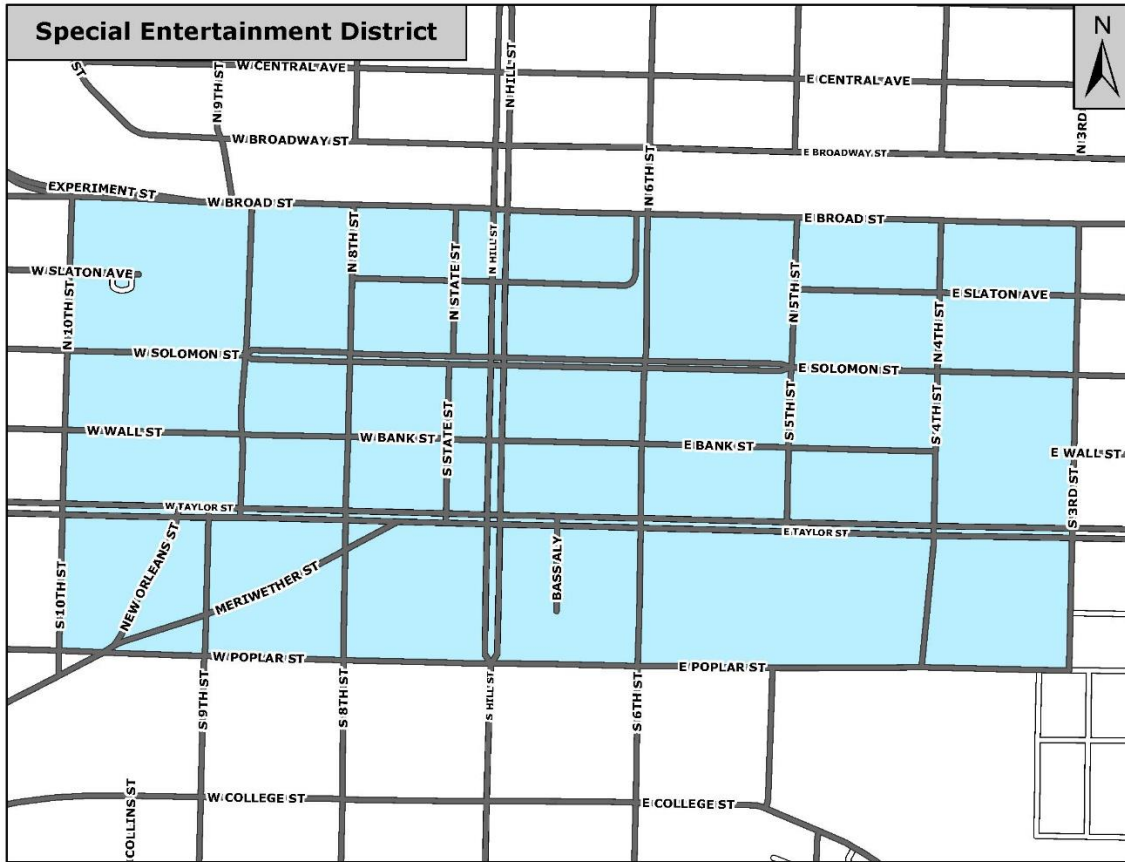 Special Entertainment District
N
W CENTRAL AVE
E CENTRAL AVE
N 9TH ST
N HILL ST
ST
W BROADWAY ST
E BROADWAY ST
N 3RD
N 6TH ST
EXPERIMENT ST
W BROAD ST
E BROAD ST
N 8TH ST
N STATE ST
N HILL ST
W SLATON AVE
N 10TH ST
N 5TH ST
E SLATON AVE
N 4TH ST
W SOLOMON ST
E SOLOMON ST
W WALL ST
W BANK ST
S STATE ST
E BANK ST
S 5TH ST
S 4TH ST
E WALL ST
S 3RD ST
W TAYLOR ST
E TAYLOR ST
S 10TH ST
NEW ORLEANS ST
MERIWETHER ST
BASS ALY
W POPLAR ST
E POPLAR ST
S 9TH ST
S 8TH ST
S HILL ST
S 6TH ST
COLLINS ST
W COLLEGE ST
E COLLEGE ST